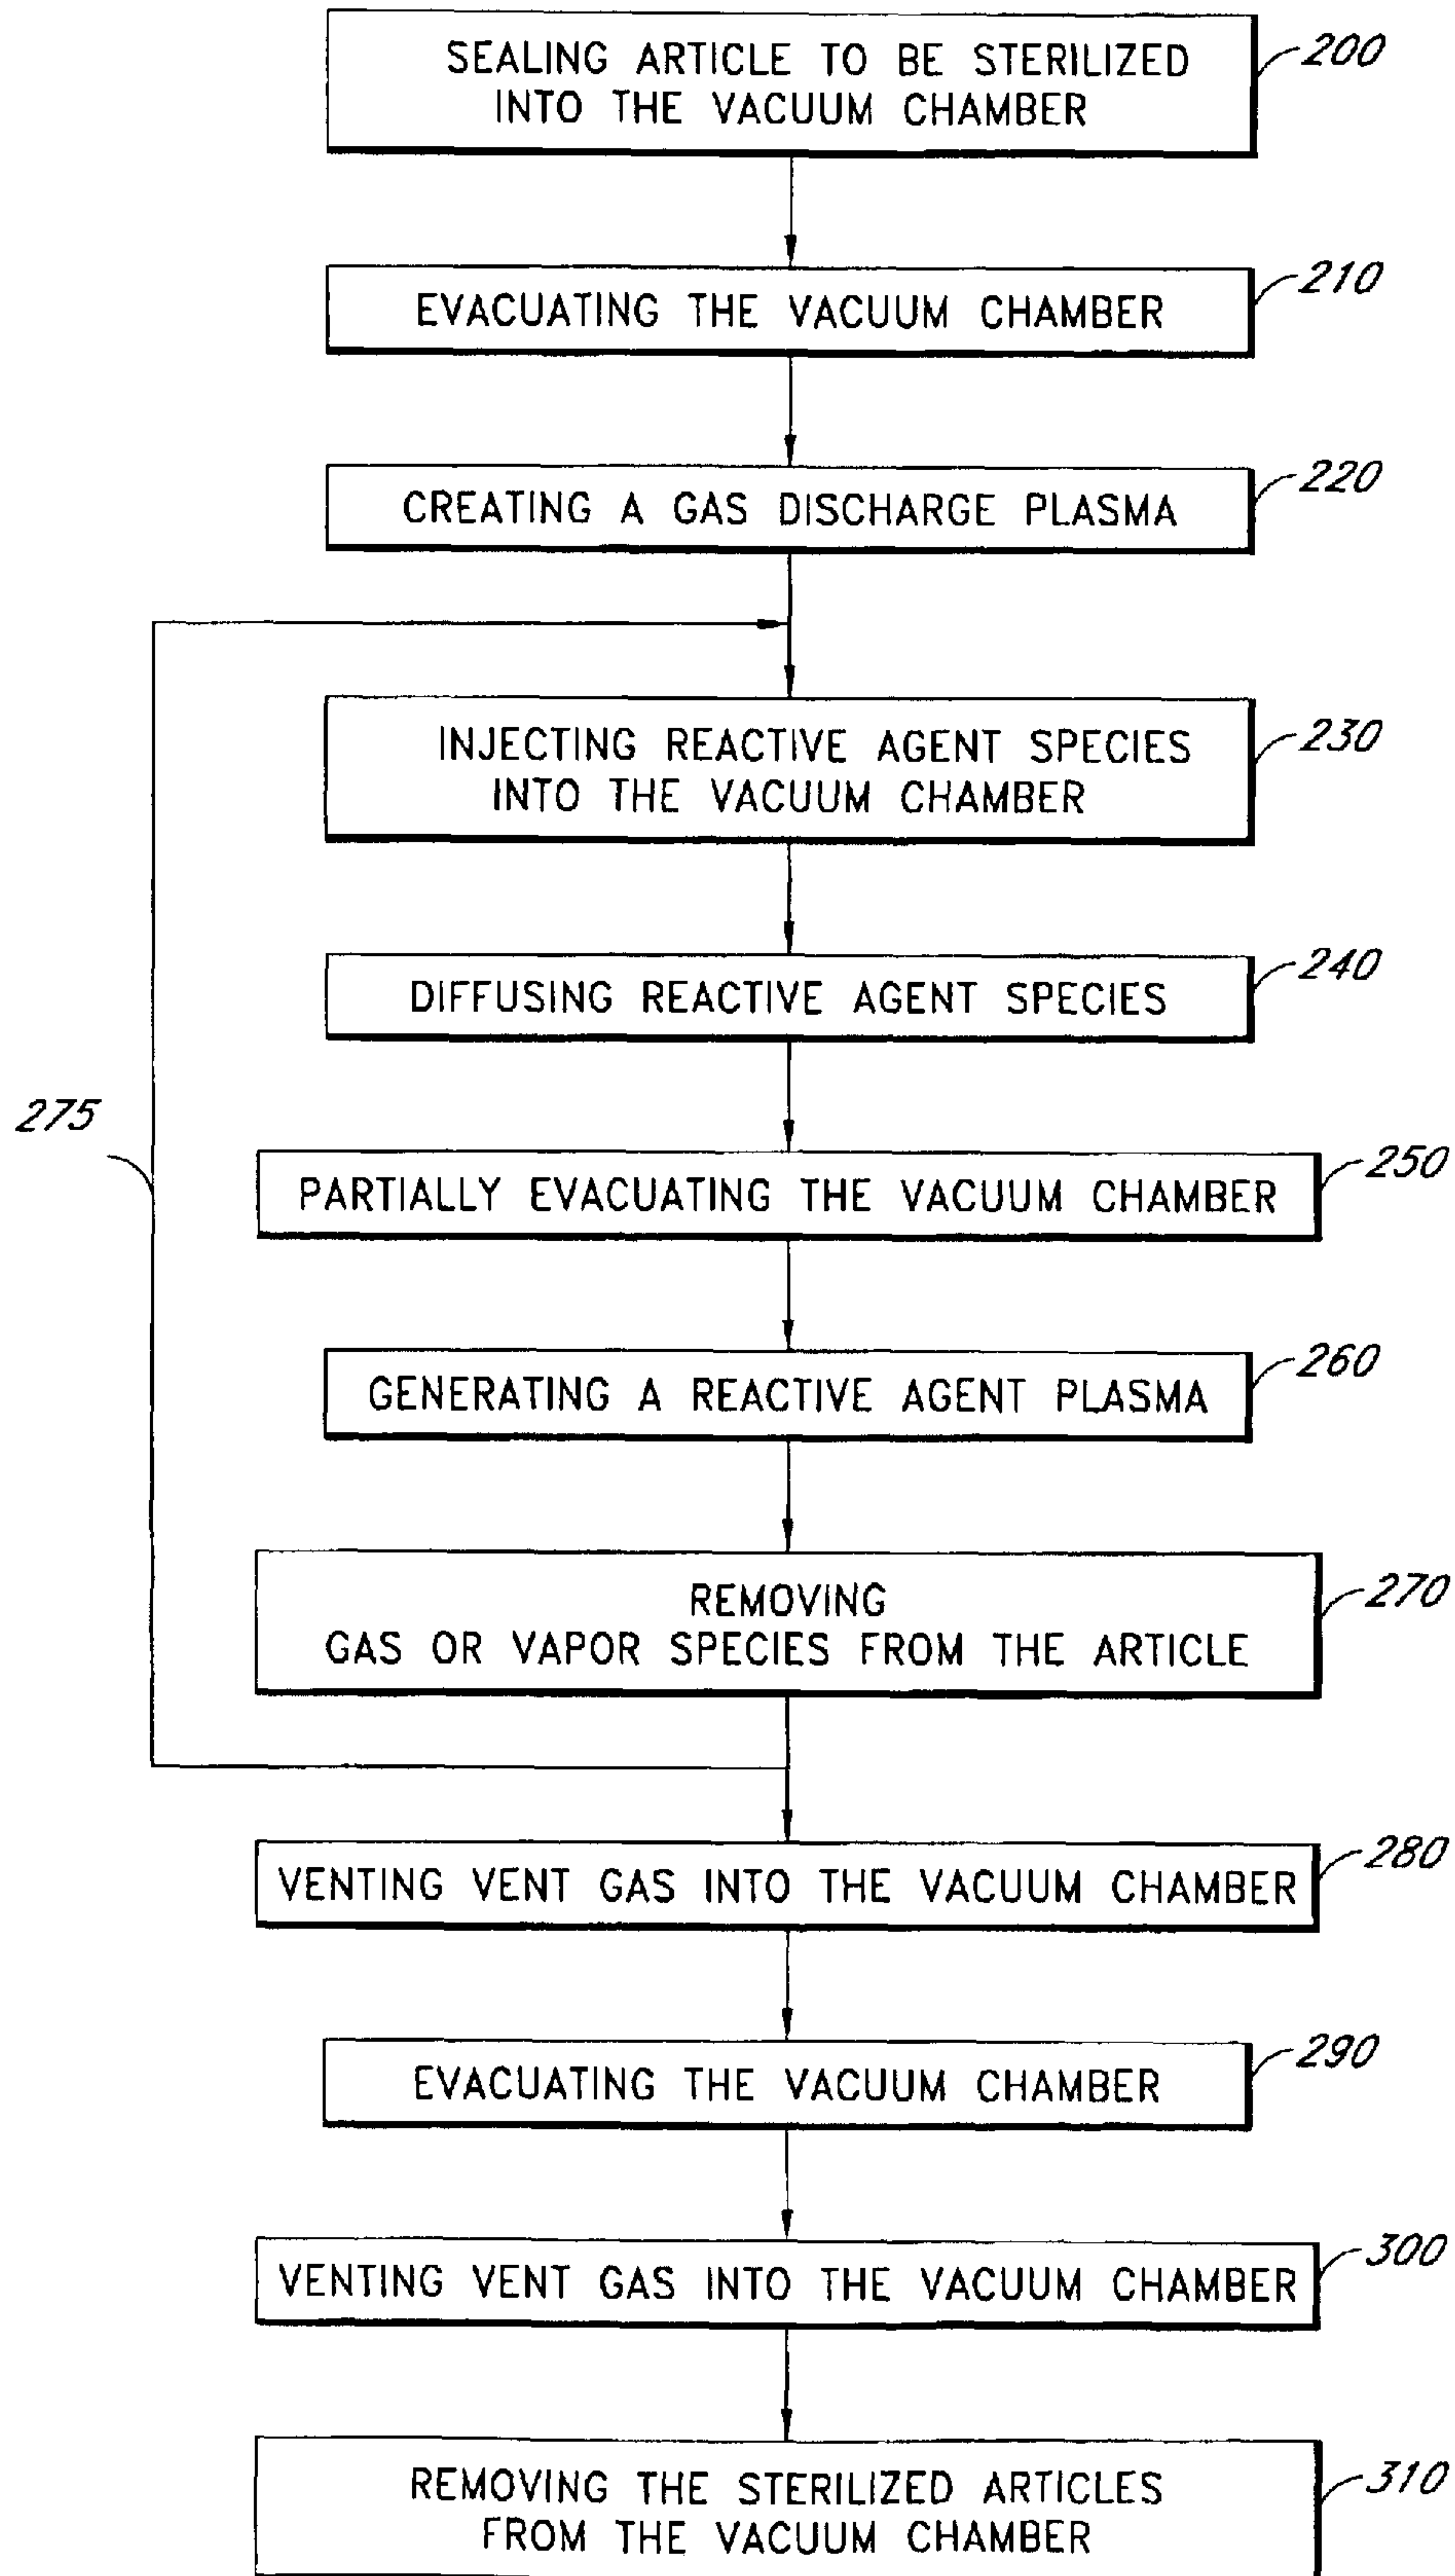 SEALING ARTICLE TO BE STERILIZED
INTO THE VACUUM CHAMBER
200
EVACUATING THE VACUUM CHAMBER
210
CREATING A GAS DISCHARGE PLASMA
220
INJECTING REACTIVE AGENT SPECIES
INTO THE VACUUM CHAMBER
230
DIFFUSING REACTIVE AGENT SPECIES
240
275
PARTIALLY EVACUATING THE VACUUM CHAMBER
250
GENERATING A REACTIVE AGENT PLASMA
260
REMOVING
GAS OR VAPOR SPECIES FROM THE ARTICLE
270
VENTING VENT GAS INTO THE VACUUM CHAMBER
280
EVACUATING THE VACUUM CHAMBER
290
VENTING VENT GAS INTO THE VACUUM CHAMBER
300
REMOVING THE STERILIZED ARTICLES
FROM THE VACUUM CHAMBER
310